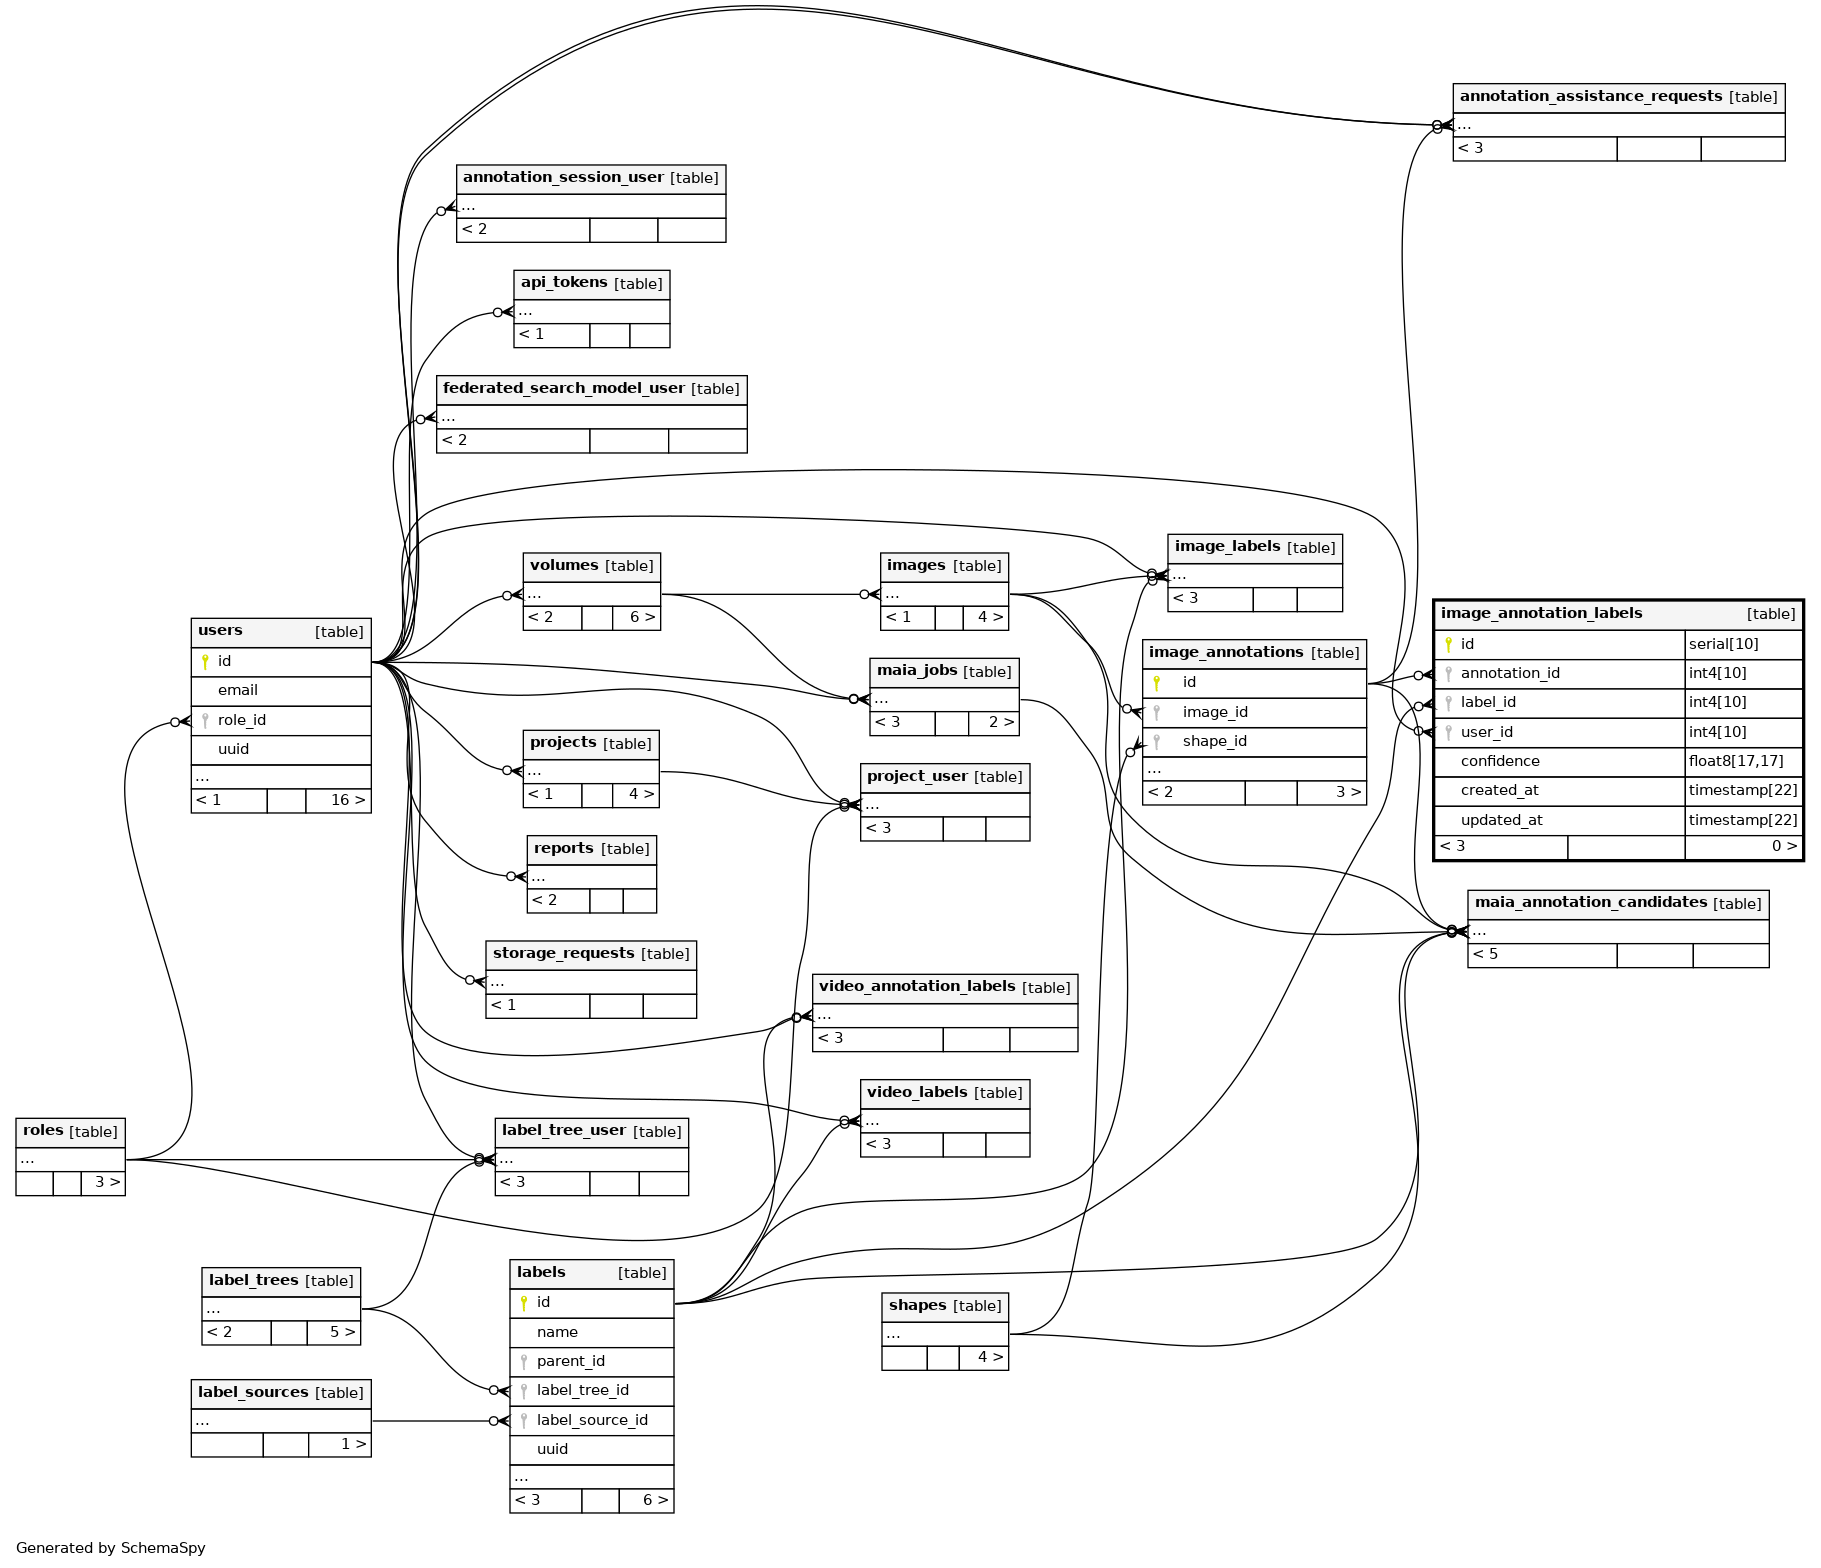 annotation_assistance_requests [table]
...
< 3
annotation_session_user [table]
...
< 2
api_tokens [table]
...
< 1
federated_search_model_user [table]
...
< 2
volumes [table]
...
< 2 6 >
images [table]
...
< 1 4 >
image_labels [table]
...
< 3
users [table]
id
email
role_id
uuid
...
< 1 16 >
maia_jobs [table]
...
< 3 2 >
image_annotations [table]
id
image_id
shape_id
...
< 2 3 >
image_annotation_labels [table]
id serial[10]
annotation_id int4[10]
label_id int4[10]
user_id int4[10]
confidence float8[17,17]
created_at timestamp[22]
updated_at timestamp[22]
< 3 0 >
projects [table]
...
< 1 4 >
project_user [table]
...
< 3
reports [table]
...
< 2
maia_annotation_candidates [table]
...
< 5
storage_requests [table]
...
< 1
video_annotation_labels [table]
...
< 3
video_labels [table]
...
< 3
roles [table]
...
3 >
label_tree_user [table]
...
< 3
label_trees [table]
...
< 2 5 >
labels [table]
id
name
parent_id
label_tree_id
label_source_id
uuid
...
< 3 6 >
shapes [table]
...
4 >
label_sources [table]
...
1 >
Generated by SchemaSpy